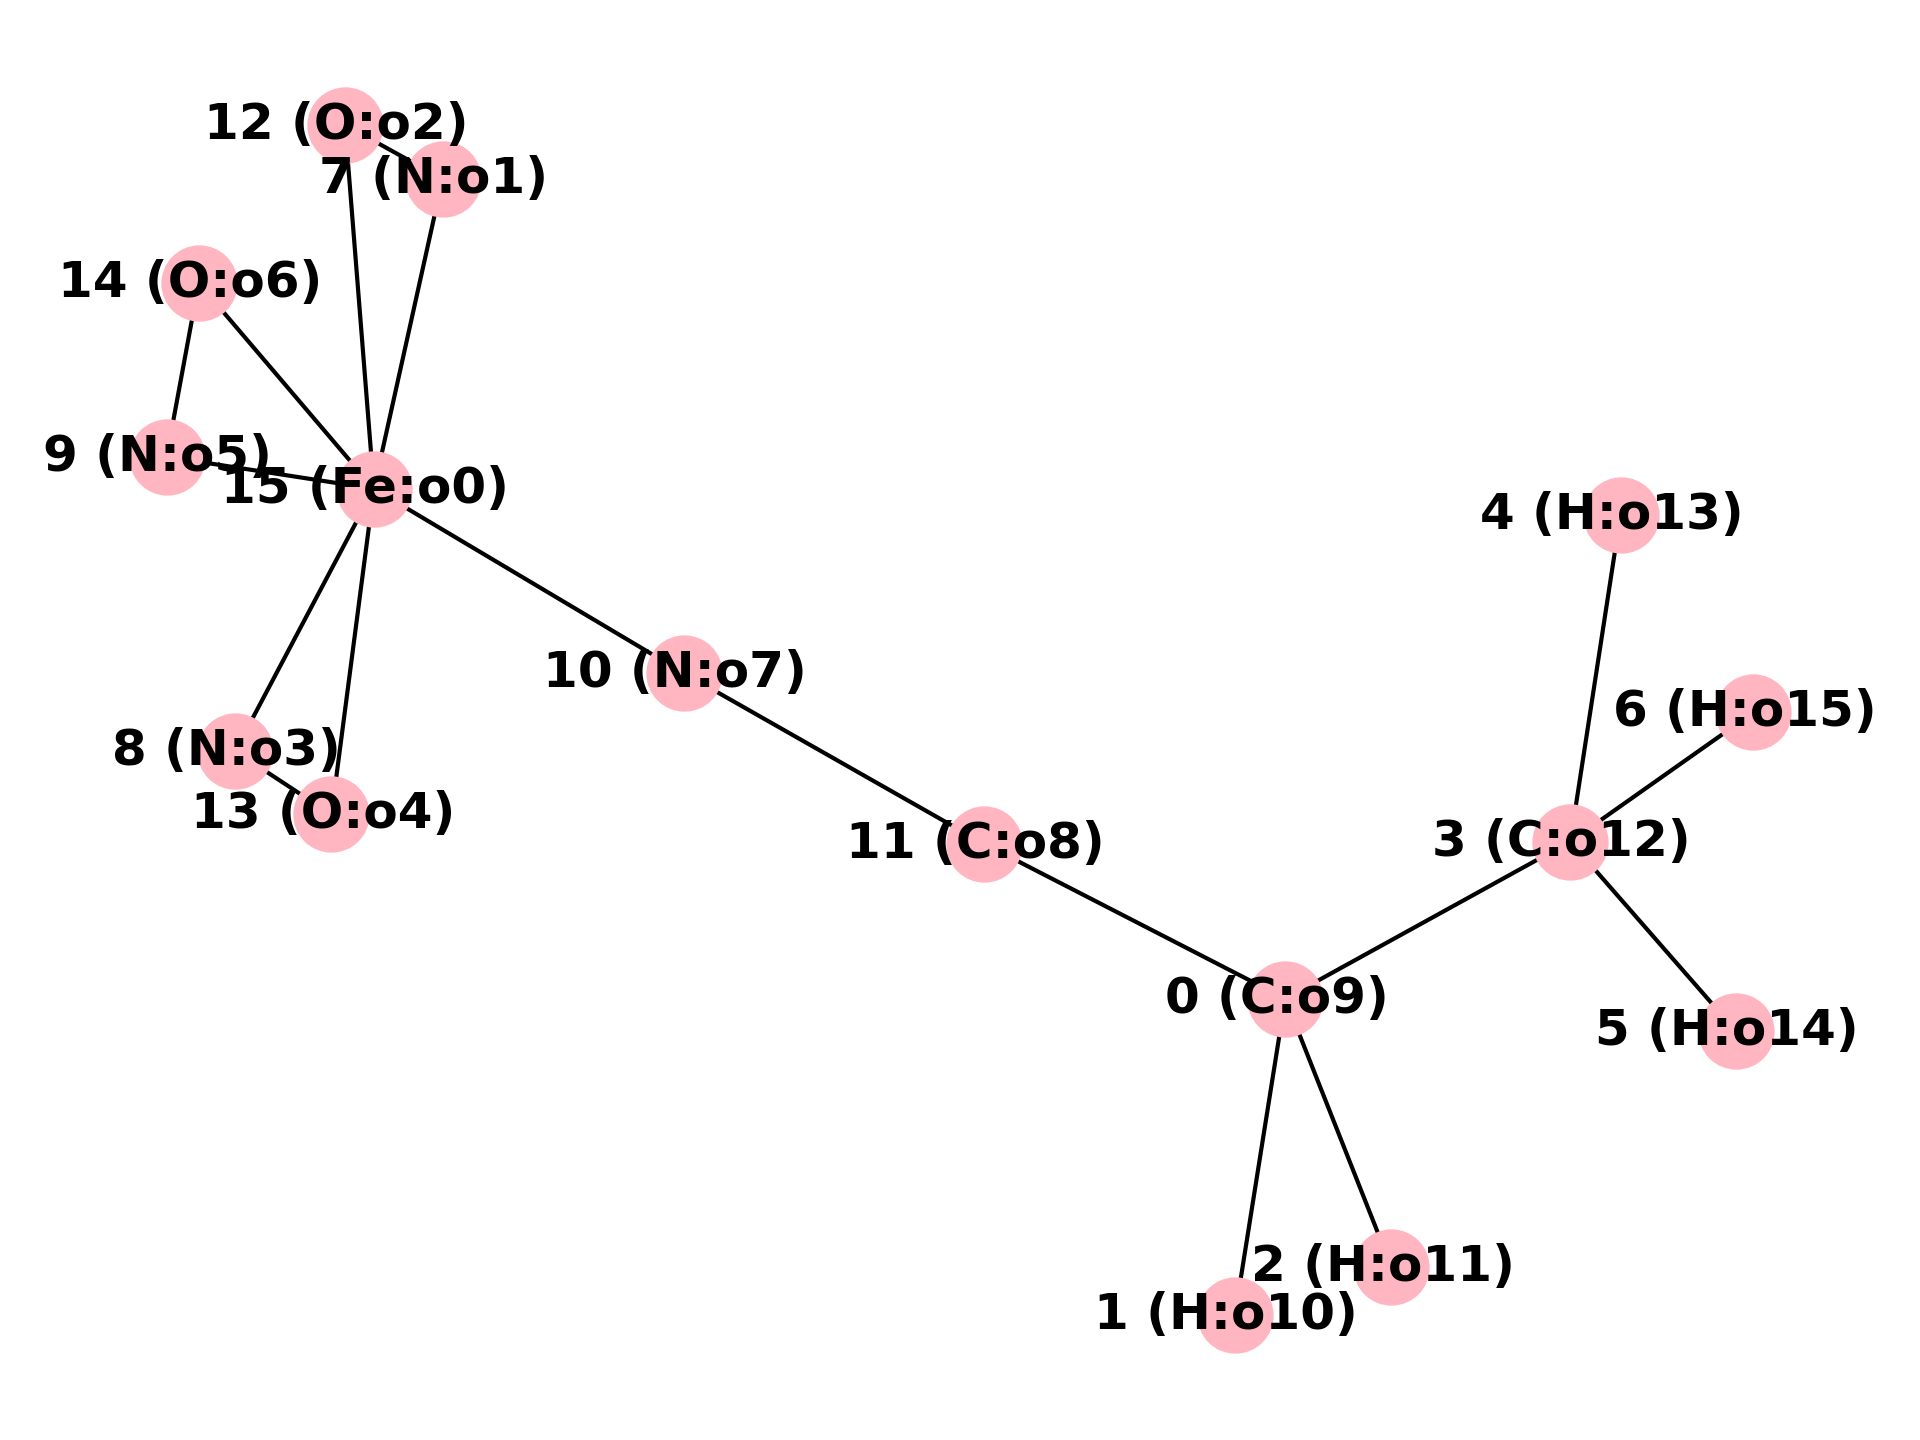 12 (O:o2)
7 (N:o1)
14 (O:o6)
9 (N:o5)
15 (Fe:o0)
4 (H:o13)
10 (N:o7)
6 (H:o15)
8 (N:o3)
13 (O:o4)
11 (C:o8)
3 (C:o12)
0 (C:o9)
5 (H:o14)
2 (H:o11)
1 (H:o10)